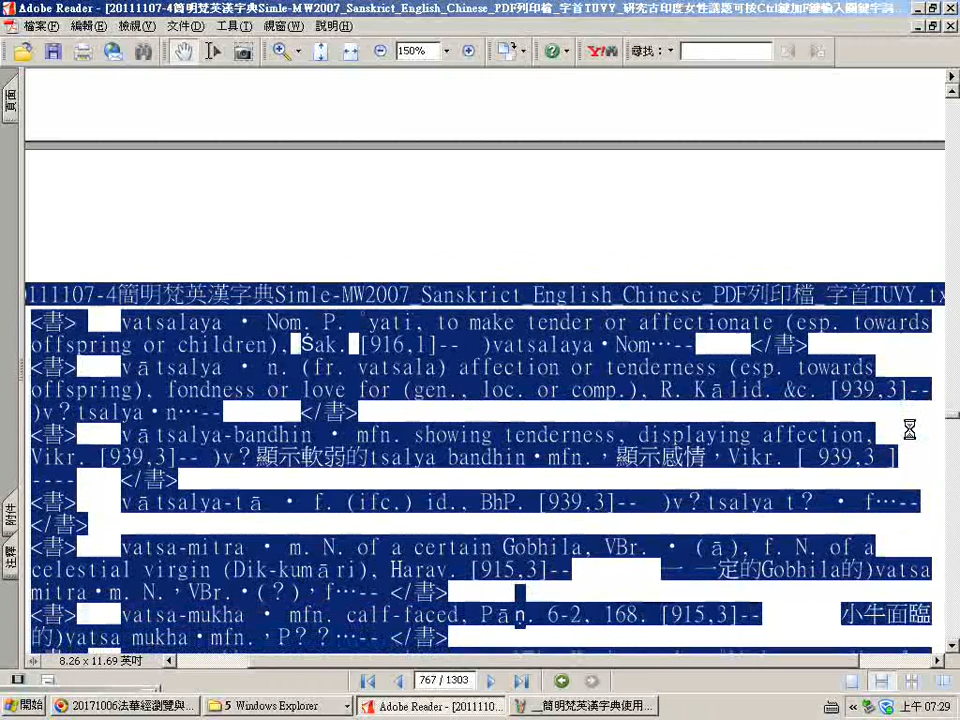 Adobe Reader - [20111107-4簡明梵英漢字典Simle-MW2007_Sanskrict_English_Chinese_PDF列印檔_字首TUVY_研究古印度女性議題可按Ctrl鍵加F鍵輸入關鍵字詞...
檔案(F) 編輯(E) 檢視(V) 文件(D) 工具(T) 視窗(W) 說明(H)
150% Y! 尋找:
頁面
111107-4簡明梵英漢字典Simle-MW2007_Sanskrict_English_Chinese_PDF列印檔_字首TUVY.tx
<書> vatsalaya ‧ Nom. P. °yati, to make tender or affectionate (esp. towards
offspring or children), Śak. [916,1]-- )vatsalaya‧Nom…-- </書>
<書> vātsalya ‧ n. (fr. vatsala) affection or tenderness (esp. towards
offspring), fondness or love for (gen., loc. or comp.), R. Kālid. &c. [939,3]--
)v？tsalya‧n…-- </書>
<書> vātsalya-bandhin ‧ mfn. showing tenderness, displaying affection,
Vikr. [939,3]-- )v？顯示軟弱的tsalya bandhin‧mfn.，顯示感情，Vikr. [ 939,3 ]
---- </書>
<書> vātsalya-tā ‧ f. (ifc.) id., BhP. [939,3]-- )v？tsalya t？ ‧ f…--
</書>
<書> vatsa-mitra ‧ m. N. of a certain Gobhila, VBr. ‧ (ā), f. N. of a
celestial virgin (Dik-kumāri), Harav. [915,3]-- 一 一定的Gobhila的)vatsa
mitra‧m. N.，VBr.‧(？)，f…-- </書>
<書> vatsa-mukha ‧ mfn. calf-faced, Pāṇ. 6-2, 168. [915,3]-- 小牛面臨
的)vatsa mukha‧mfn.，P？？…-- </書>
附件
注釋
8.26 x 11.69 英吋
767 / 1303
開始 20171006法華經瀏覽與... 5 Windows Explorer Adobe Reader - [2011110... __簡明梵英漢字典使用... 上午 07:29